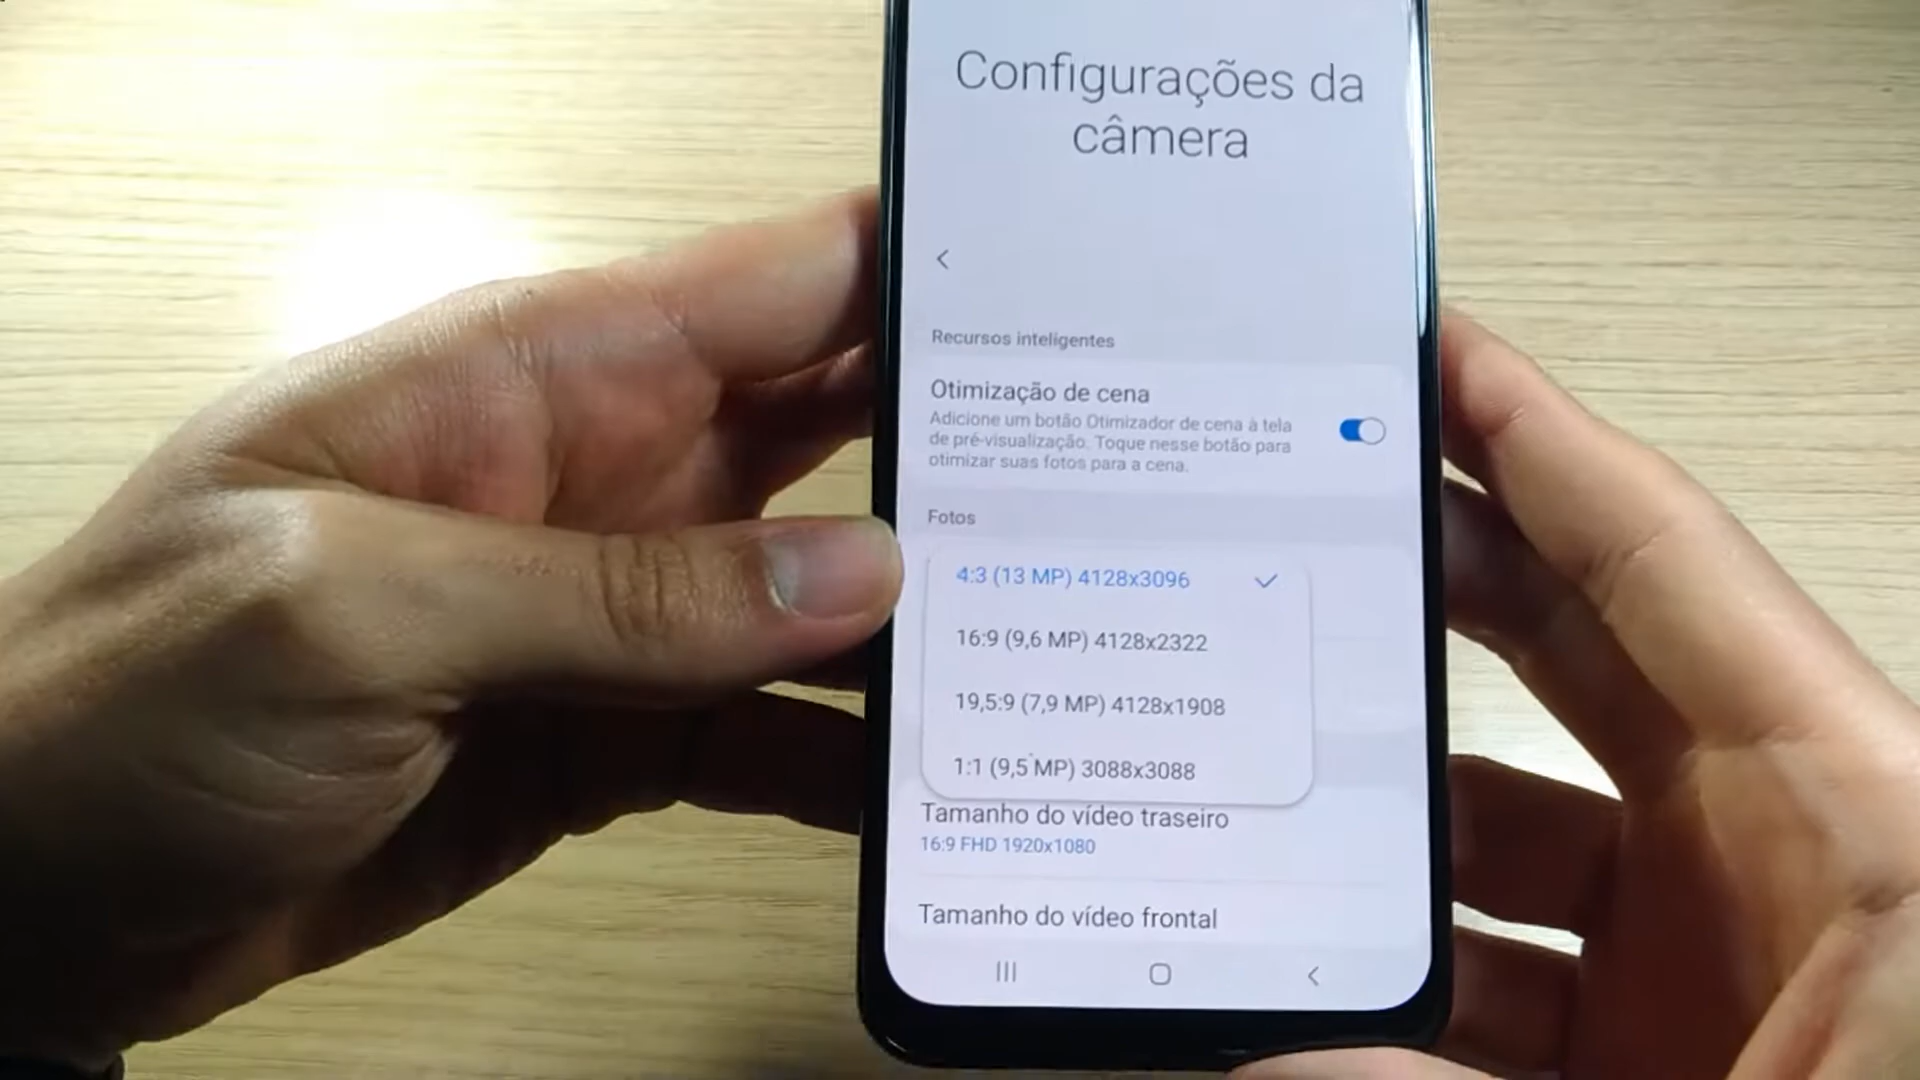 Configurações da
câmera
Recursos inteligentes
Otimização de cena
Adicione um botão Otimizador de cena à tela
de pré-visualização. Toque nesse botão para
otimizar suas fotos para a cena.
Fotos
4:3 (13 MP) 4128x3096
16:9 (9,6 MP) 4128x2322
19,5:9 (7,9 MP) 4128x1908
1:1 (9,5 MP) 3088x3088
Tamanho do vídeo traseiro
16:9 FHD 1920x1080
Tamanho do vídeo frontal